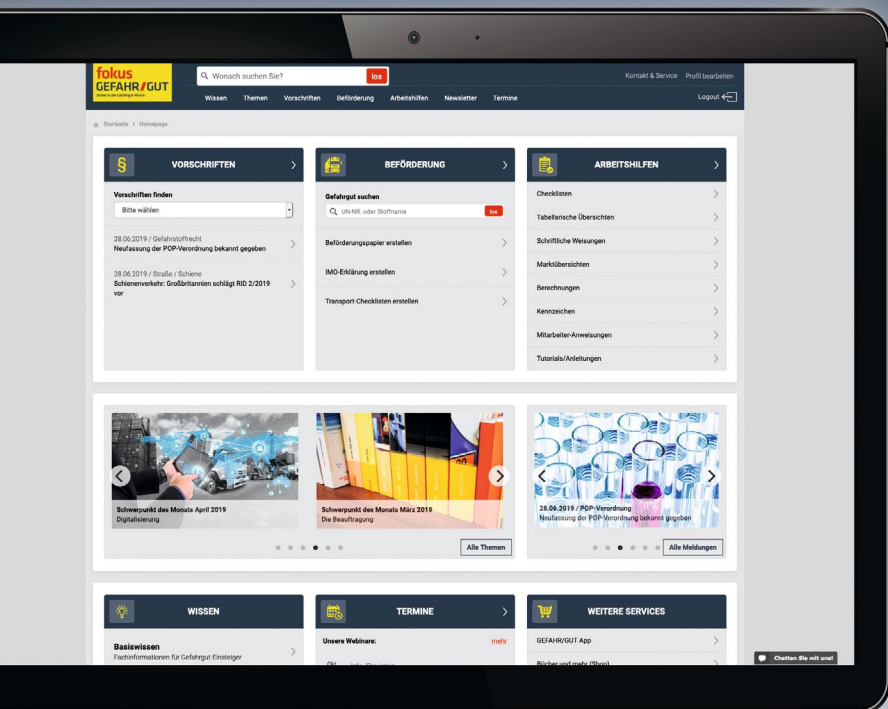 fokus
GEFAHR/GUT
Wonach suchen Sie?
los
Kontakt & Service
Profil bearbeiten
Wissen
Themen
Vorschriften
Beförderung
Arbeitshilfen
Newsletter
Termine
Logout
Startseite > Homepage
§
VORSCHRIFTEN
Vorschriften finden
Bitte wählen
28.06.2019 / Gefahrstoffrecht
Neufassung der POP-Verordnung bekannt gegeben
28.06.2019 / Straße / Schiene
Schienenverkehr: Großbritannien schlägt RID 2/2019
vor
BEFÖRDERUNG
Gefahrgut suchen
UN-NR. oder Stoffname
los
Beförderungspapier erstellen
IMO-Erklärung erstellen
Transport-Checklisten erstellen
ARBEITSHILFEN
Checklisten
Tabellarische Übersichten
Schriftliche Weisungen
Marktübersichten
Berechnungen
Kennzeichen
Mitarbeiter-Anweisungen
Tutorials/Anleitungen
Schwerpunkt des Monats April 2019
Digitalisierung
Schwerpunkt des Monats März 2019
Die Beauftragung
Alle Themen
28.06.2019 / POP-Verordnung
Neufassung der POP-Verordnung bekannt gegeben
Alle Meldungen
WISSEN
Basiswissen
Fachinformationen für Gefahrgut-Einsteiger
TERMINE
Unsere Webinare:
mehr
WEITERE SERVICES
GEFAHR/GUT App
Bücher und mehr (Shop)
Chatten Sie mit uns!